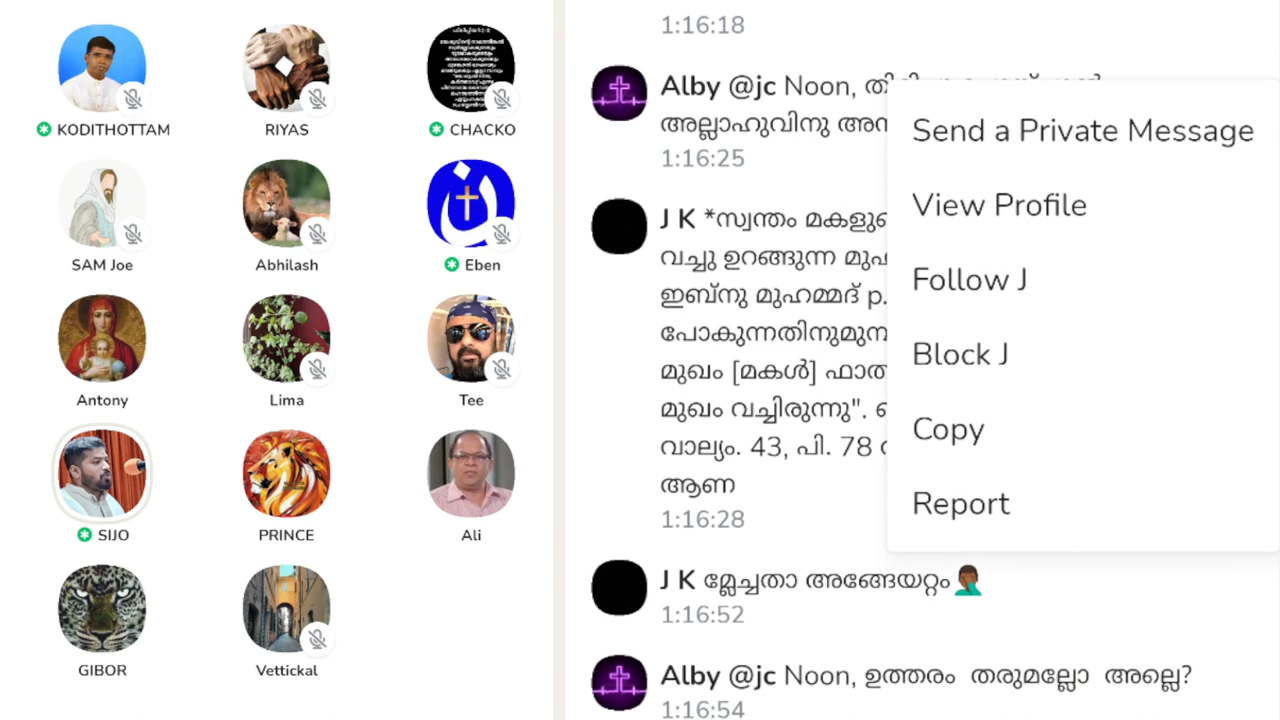 KODITHOTTAM
RIYAS
CHACKO
SAM Joe
Abhilash
Eben
Antony
Lima
Tee
SIJO
PRINCE
Ali
GIBOR
Vettickal
1:16:18
Alby @jc Noon,
അല്ലാഹുവിനു
1:16:25
J K *സ്വന്തം
വച്ചു ഉറങ്ങുന്ന
ഇബ്നു മുഹമ്മദ് p.
മുഖം [മകൾ]
മുഖം വച്ചിരുന്നു".
വാല്യം. 43, പി. 78
ആണ
1:16:28
Send a Private Message
View Profile
Follow J
Block J
Copy
Report
J K മ്ലേച്ചതാ അങ്ങേയറ്റം🤦🏾‍♂️
1:16:52
Alby @jc Noon, ഉത്തരം തരുമല്ലോ അല്ലെ?
1:16:54